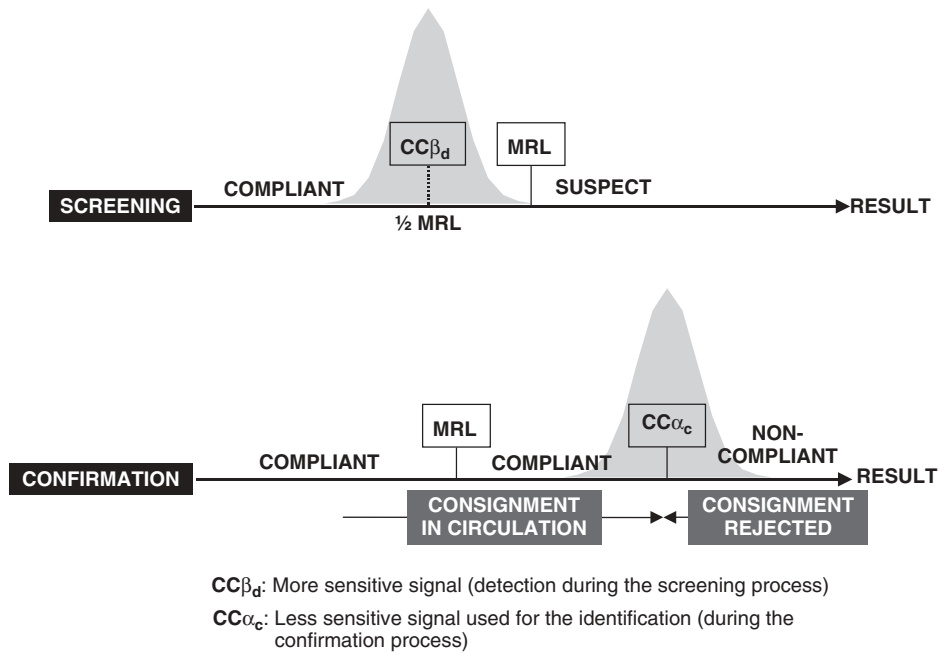 CCβd
MRL
COMPLIANT
SUSPECT
SCREENING
RESULT
½ MRL
MRL
CCαc
COMPLIANT
COMPLIANT
NON-
COMPLIANT
CONFIRMATION
RESULT
CONSIGNMENT
IN CIRCULATION
CONSIGNMENT
REJECTED
CCβd: More sensitive signal (detection during the screening process)
CCαc: Less sensitive signal used for the identification (during the
confirmation process)